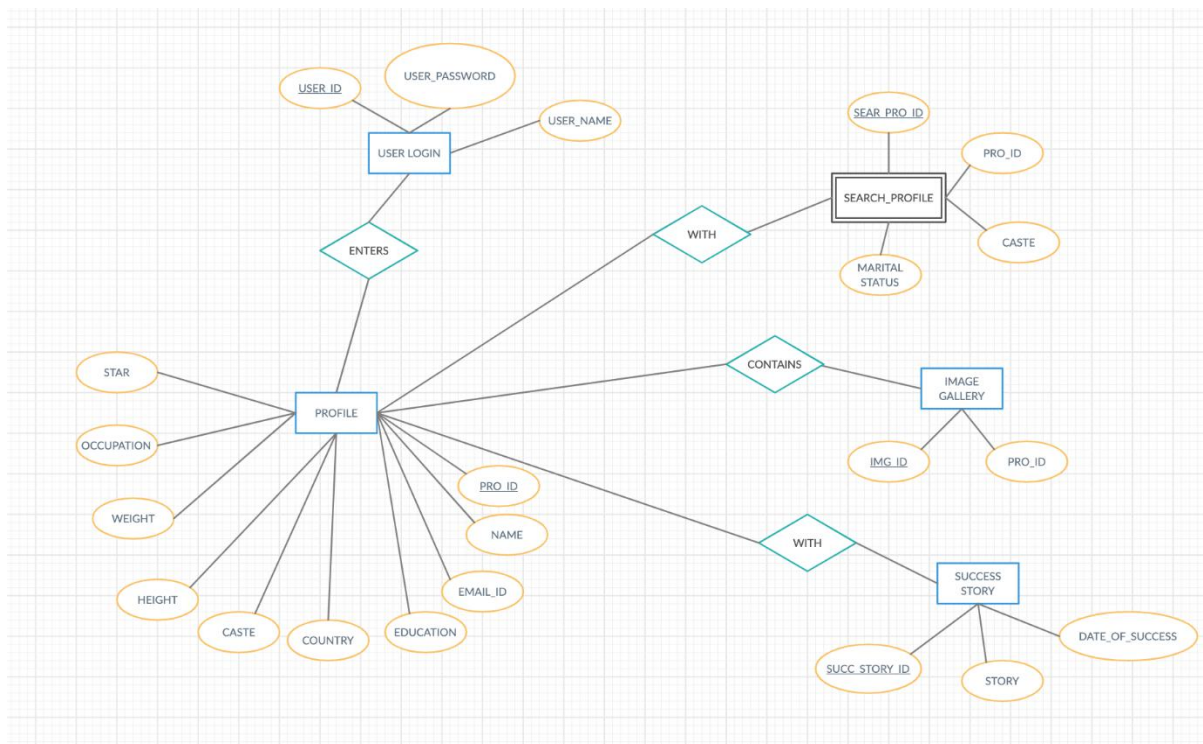 USER_PASSWORD
USER_ID
USER_NAME
USER LOGIN
SEAR_PRO_ID
PRO_ID
SEARCH_PROFILE
WITH
CASTE
ENTERS
MARITAL
STATUS
STAR
CONTAINS
IMAGE
GALLERY
PROFILE
OCCUPATION
IMG_ID
PRO_ID
PRO_ID
WEIGHT
NAME
WITH
SUCCESS
STORY
EMAIL_ID
HEIGHT
CASTE
COUNTRY
EDUCATION
DATE_OF_SUCCESS
SUCC_STORY_ID
STORY